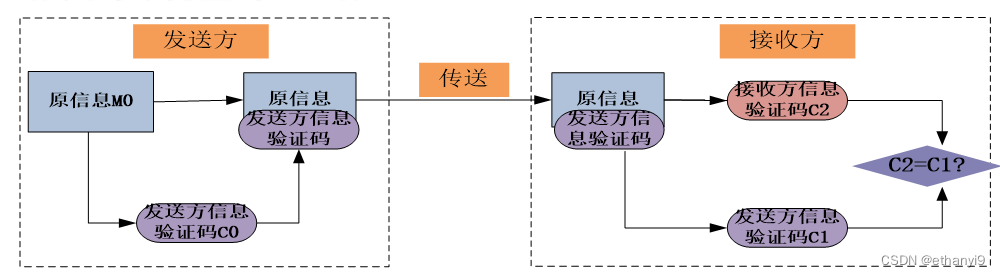 发送方
接收方
传送
原信息M0
原信息
发送方信息
验证码
发送方信息
验证码C0
原信息
发送方信
息验证码
接收方信息
验证码C2
C2=C1?
发送方信息
验证码C1
CSDN @ethanyi9